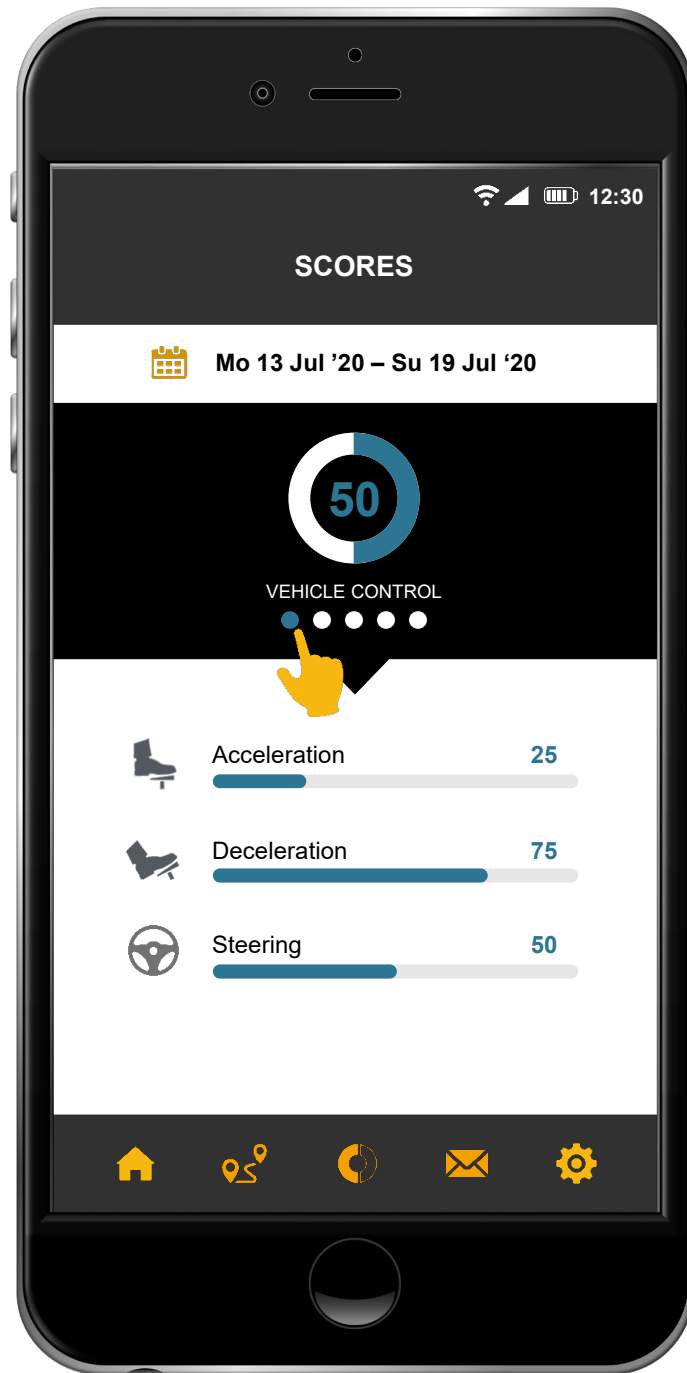 12:30
SCORES
Mo 13 Jul ’20 – Su 19 Jul ‘20
50
VEHICLE CONTROL
Acceleration 25
Deceleration 75
Steering 50